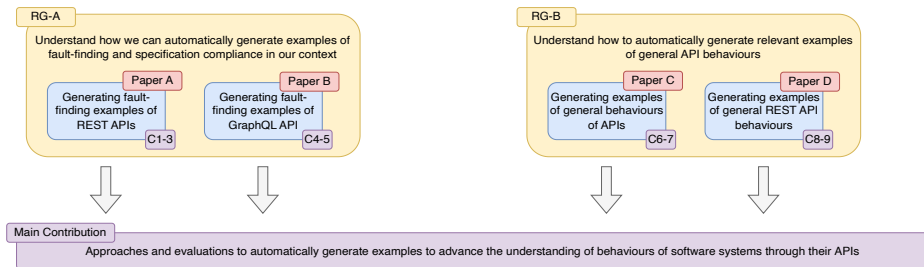 RG-A
Understand how we can automatically generate examples of
fault-finding and specification compliance in our context
Paper A
Generating fault-
finding examples of
REST APIs
C1-3
Paper B
Generating fault-
finding examples of
GraphQL API
C4-5
RG-B
Understand how to automatically generate relevant examples
of general API behaviours
Paper C
Generating examples
of general behaviours
of APIs
C6-7
Paper D
Generating examples
of general REST API
behaviours
C8-9
Main Contribution
Approaches and evaluations to automatically generate examples to advance the understanding of behaviours of software systems through their APIs